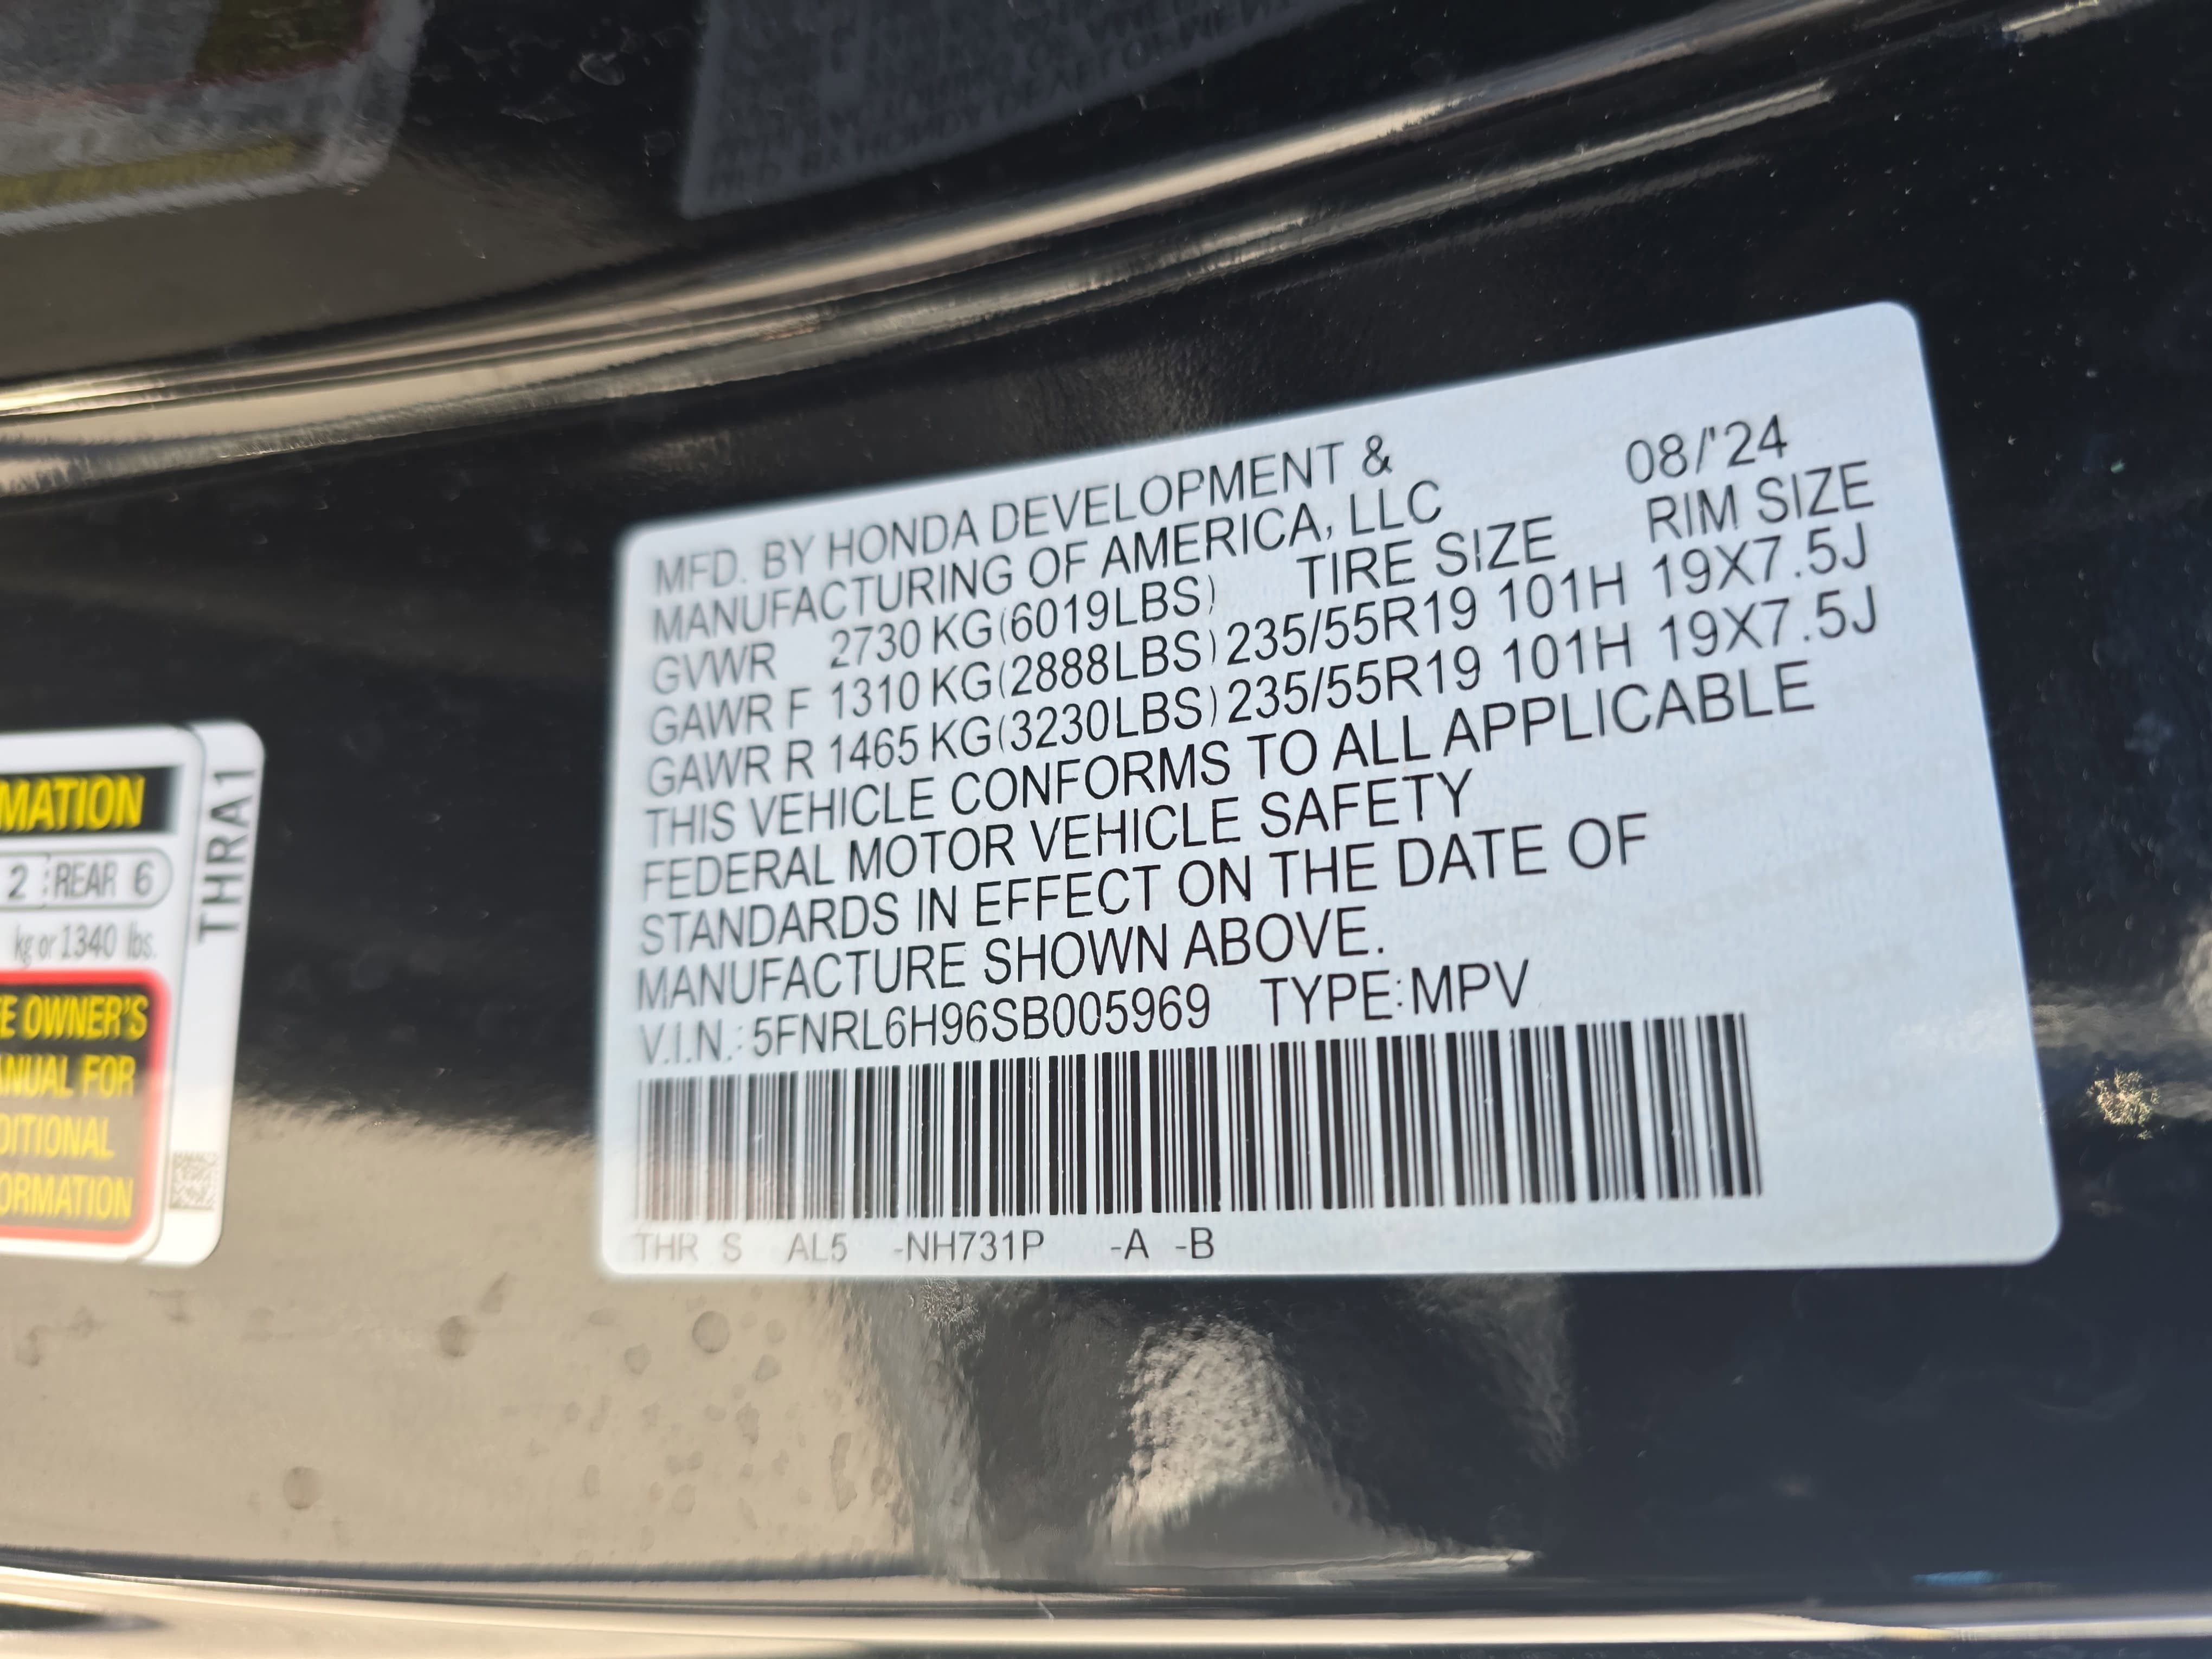 MFD. BY HONDA DEVELOPMENT &
MANUFACTURING OF AMERICA, LLC 08/'24
GVWR 2730 KG(6019LBS) TIRE SIZE RIM SIZE
GAWR F 1310 KG(2888LBS) 235/55R19 101H 19X7.5J
GAWR R 1465 KG(3230LBS) 235/55R19 101H 19X7.5J
THIS VEHICLE CONFORMS TO ALL APPLICABLE
FEDERAL MOTOR VEHICLE SAFETY
STANDARDS IN EFFECT ON THE DATE OF
MANUFACTURE SHOWN ABOVE.
V.I.N.: 5FNRL6H96SB005969 TYPE:MPV
THR S AL5 -NH731P -A -B
MATION
2 REAR 6
kg or 1340 lbs.
E OWNER'S
NUAL FOR
DITIONAL
ORMATION
THRA1